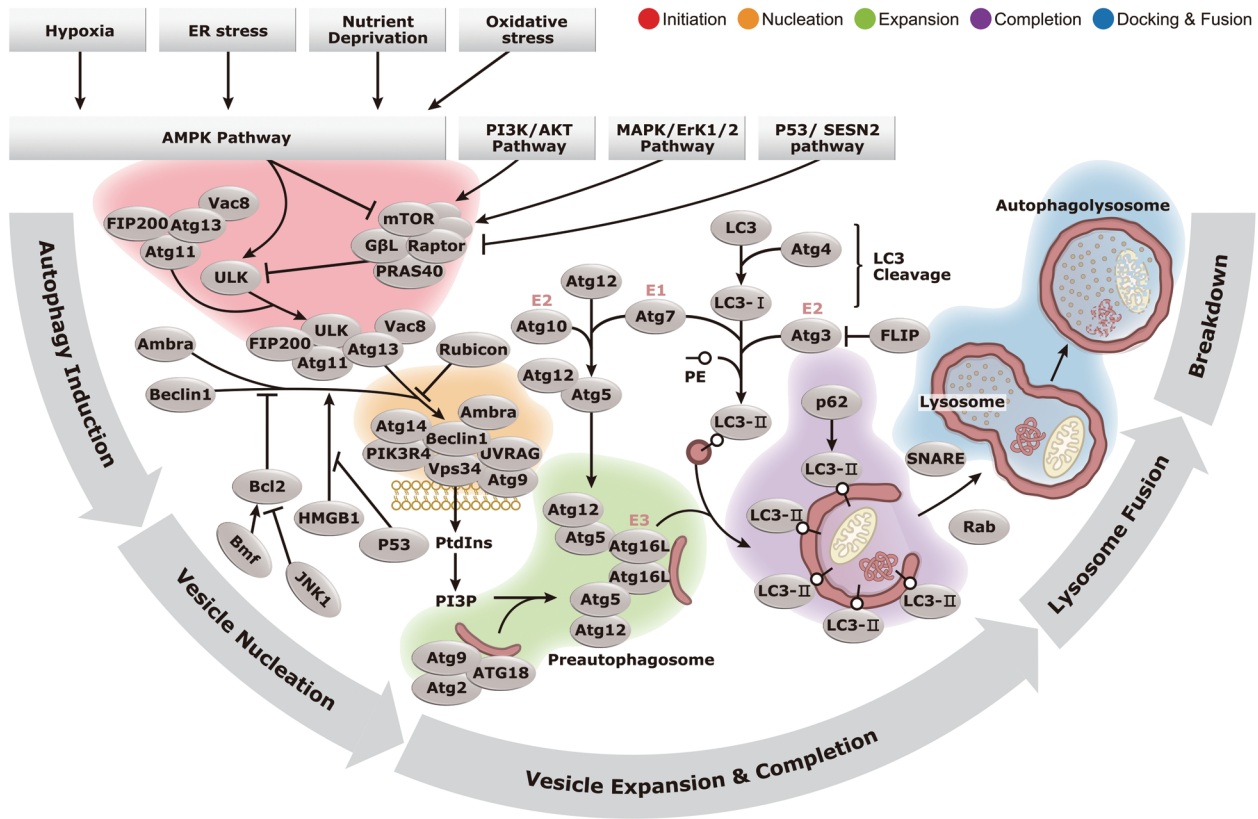 Hypoxia
ER stress
Nutrient
Deprivation
Oxidative
stress
Initiation
Nucleation
Expansion
Completion
Docking & Fusion
AMPK Pathway
PI3K/AKT
Pathway
MAPK/ErK1/2
Pathway
P53/ SESN2
pathway
Autophagy Induction
Vesicle Nucleation
Vesicle Expansion & Completion
Lysosome Fusion
Breakdown
Vac8
FIP200
Atg13
Atg11
ULK
mTOR
GβL
Raptor
PRAS40
ULK
Vac8
FIP200
Atg13
Atg11
Ambra
Beclin1
Rubicon
Bcl2
Bmf
JNK1
HMGB1
P53
Ambra
Atg14
Beclin1
PIK3R4
UVRAG
Vps34
Atg9
PtdIns
PI3P
Atg9
ATG18
Atg2
Atg12
E2
Atg10
E1
Atg7
Atg12
Atg5
Atg12
Atg5
E3
Atg16L
Atg16L
Atg5
Atg12
Preautophagosome
LC3
Atg4
LC3
Cleavage
LC3-Ⅰ
E2
Atg3
FLIP
PE
LC3-Ⅱ
p62
LC3-Ⅱ
LC3-Ⅱ
LC3-Ⅱ
LC3-Ⅱ
LC3-Ⅱ
SNARE
Rab
Lysosome
Autophagolysosome